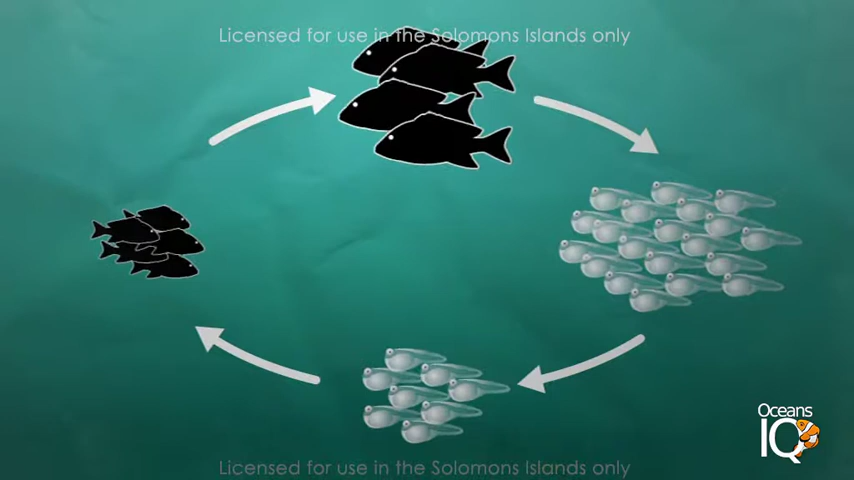 Licensed for use in the Solomons Islands only
Oceans
IQ
Licensed for use in the Solomons Islands only